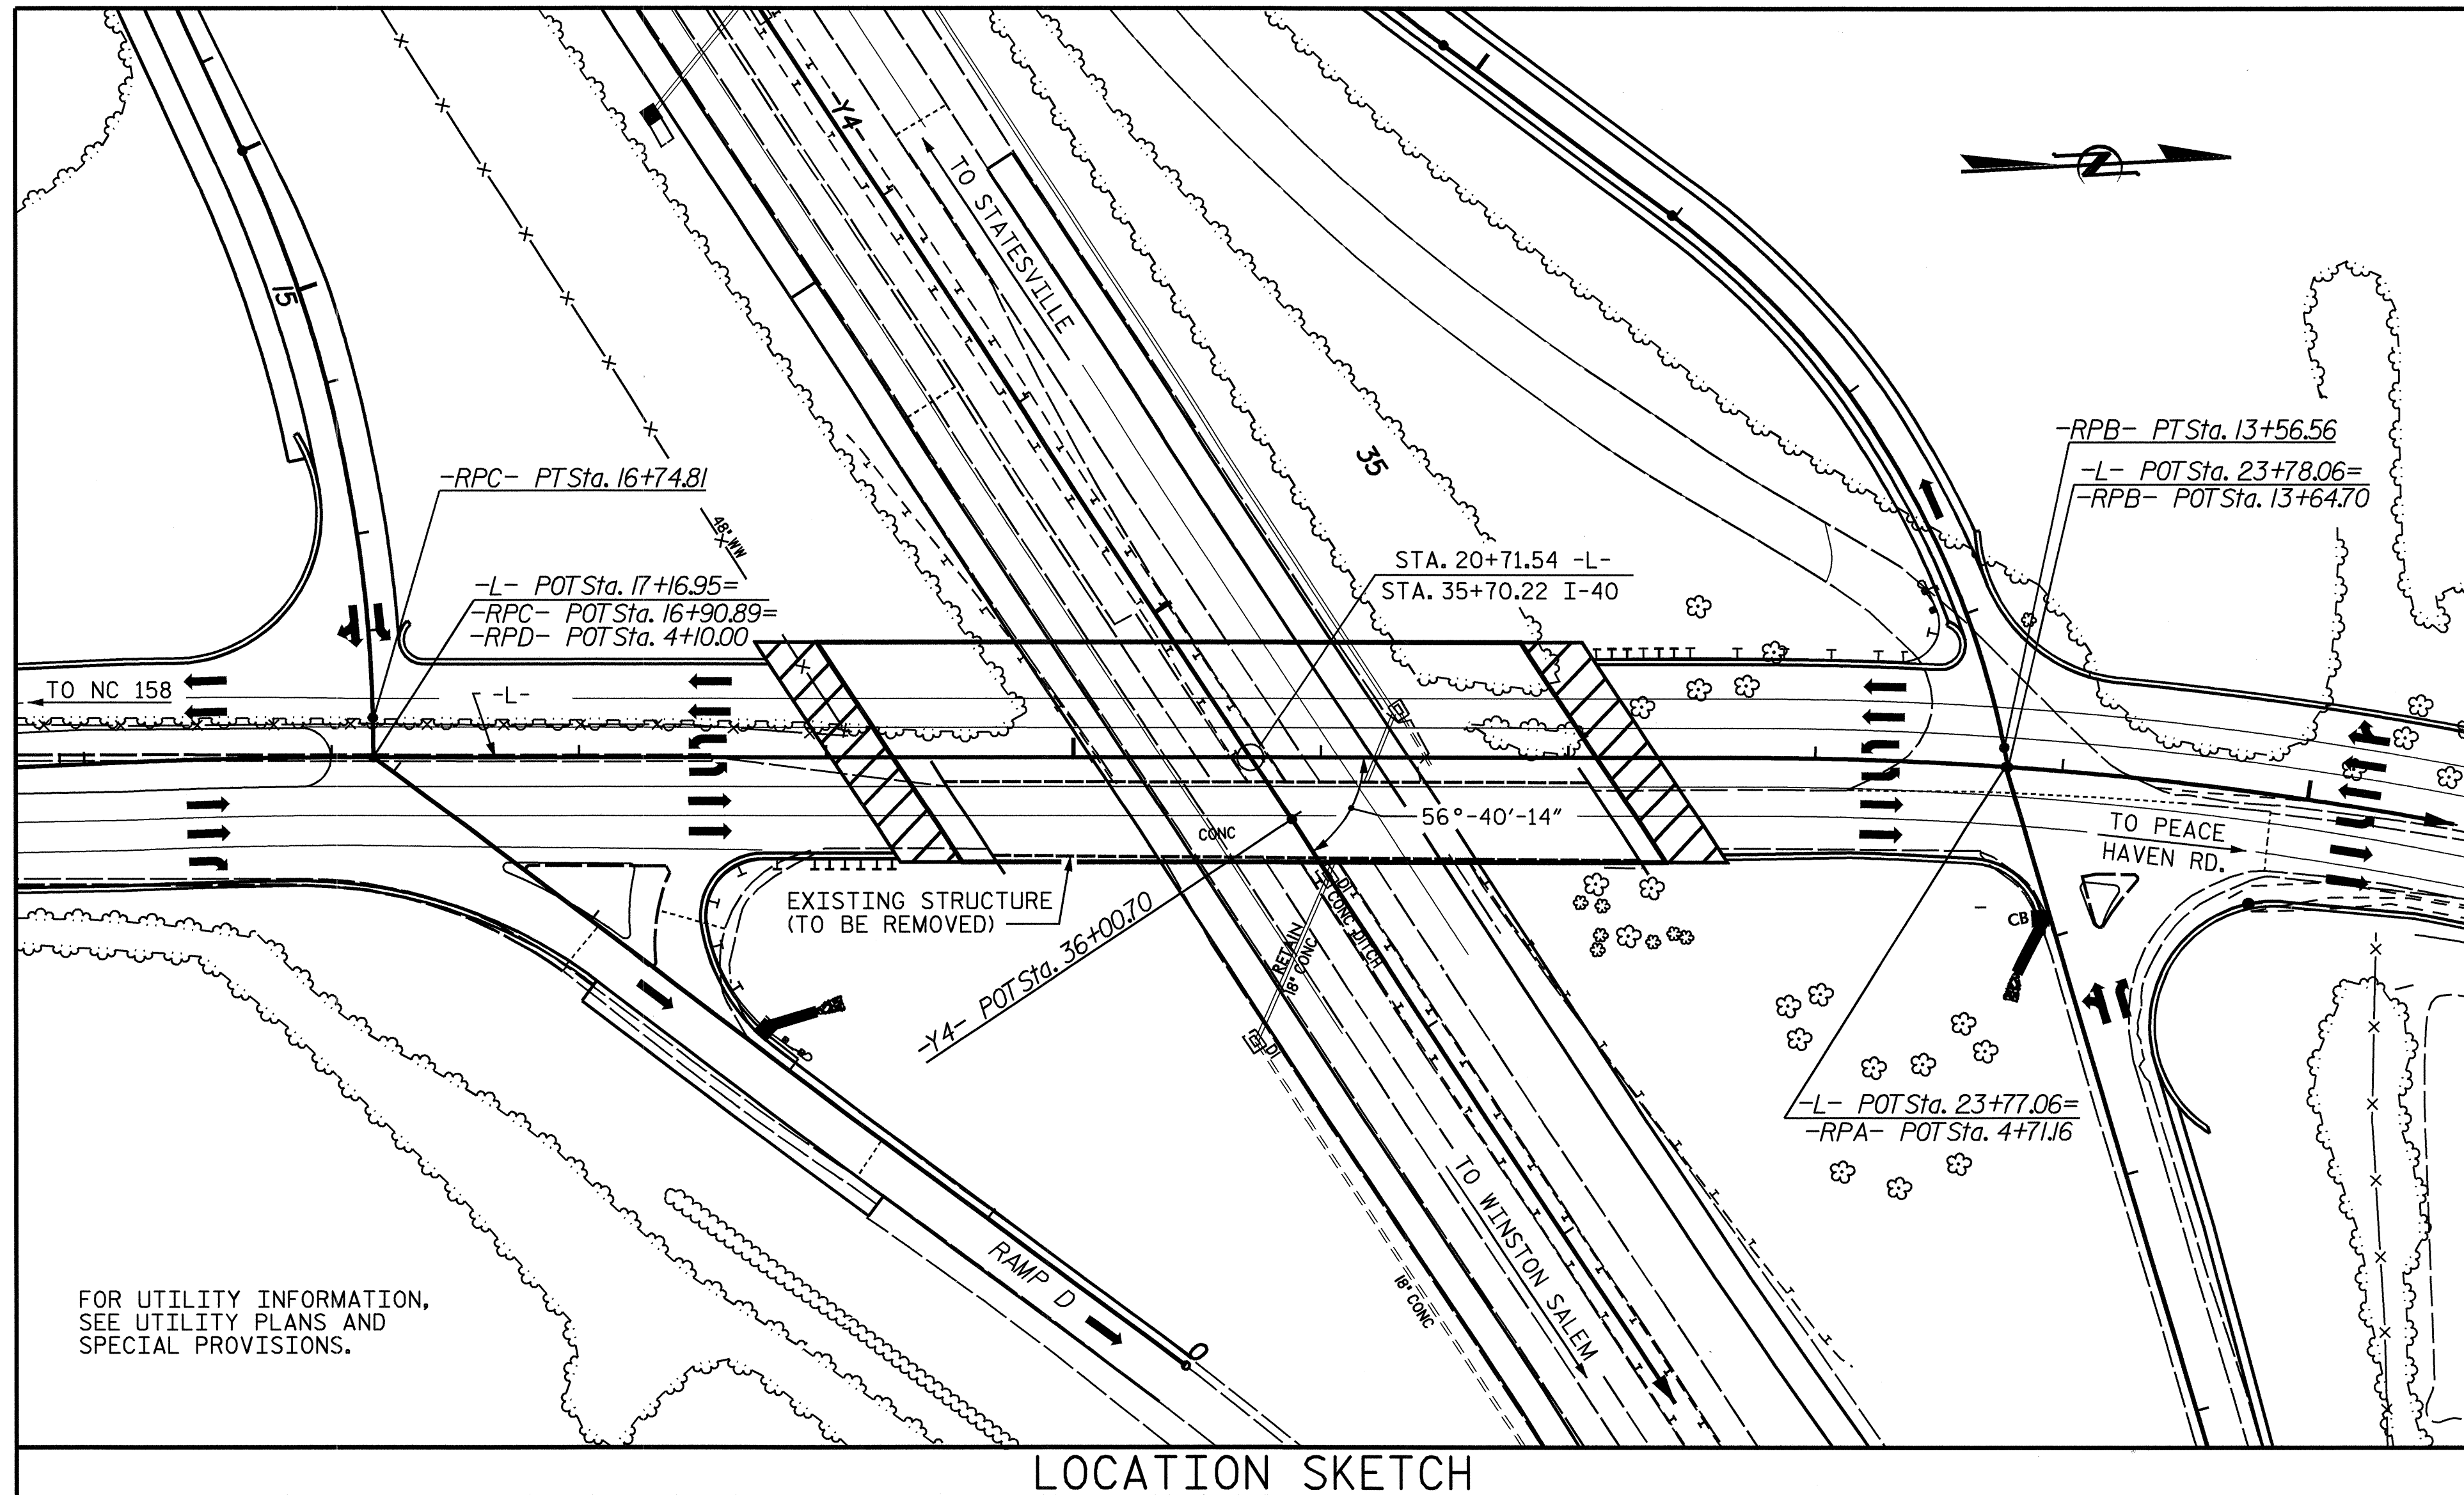 -Y4-
TO STATESVILLE
15
35
-RPB- PT Sta. 13+56.56
-L- POT Sta. 23+78.06=
-RPB- POT Sta. 13+64.70
-RPC- PT Sta. 16+74.81
48" WW
-L- POT Sta. 17+16.95=
-RPC- POT Sta. 16+90.89=
-RPD- POT Sta. 4+10.00
STA. 20+71.54 -L-
STA. 35+70.22 I-40
TO NC 158
-L-
56°-40'-14"
CONC
TO PEACE
HAVEN RD.
EXISTING STRUCTURE
(TO BE REMOVED)
DI
CONC DITCH
RETAIN
18" CONC
CB
-Y4- POT Sta. 36+00.70
DI
-L- POT Sta. 23+77.06=
-RPA- POT Sta. 4+71.16
TO WINSTON SALEM
RAMP D
18" CONC
0
FOR UTILITY INFORMATION,
SEE UTILITY PLANS AND
SPECIAL PROVISIONS.
LOCATION SKETCH